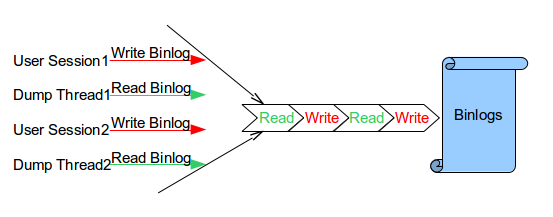 User Session1 Write Binlog
Dump Thread1 Read Binlog
User Session2 Write Binlog
Dump Thread2 Read Binlog
Read Write Read Write
Binlogs